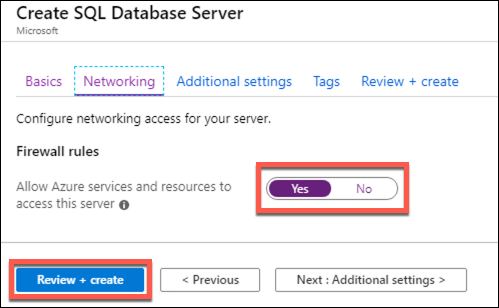 Create SQL Database Server
Microsoft
Basics Networking Additional settings Tags Review + create
Configure networking access for your server.
Firewall rules
Allow Azure services and resources to
access this server
Yes No
Review + create < Previous Next : Additional settings >